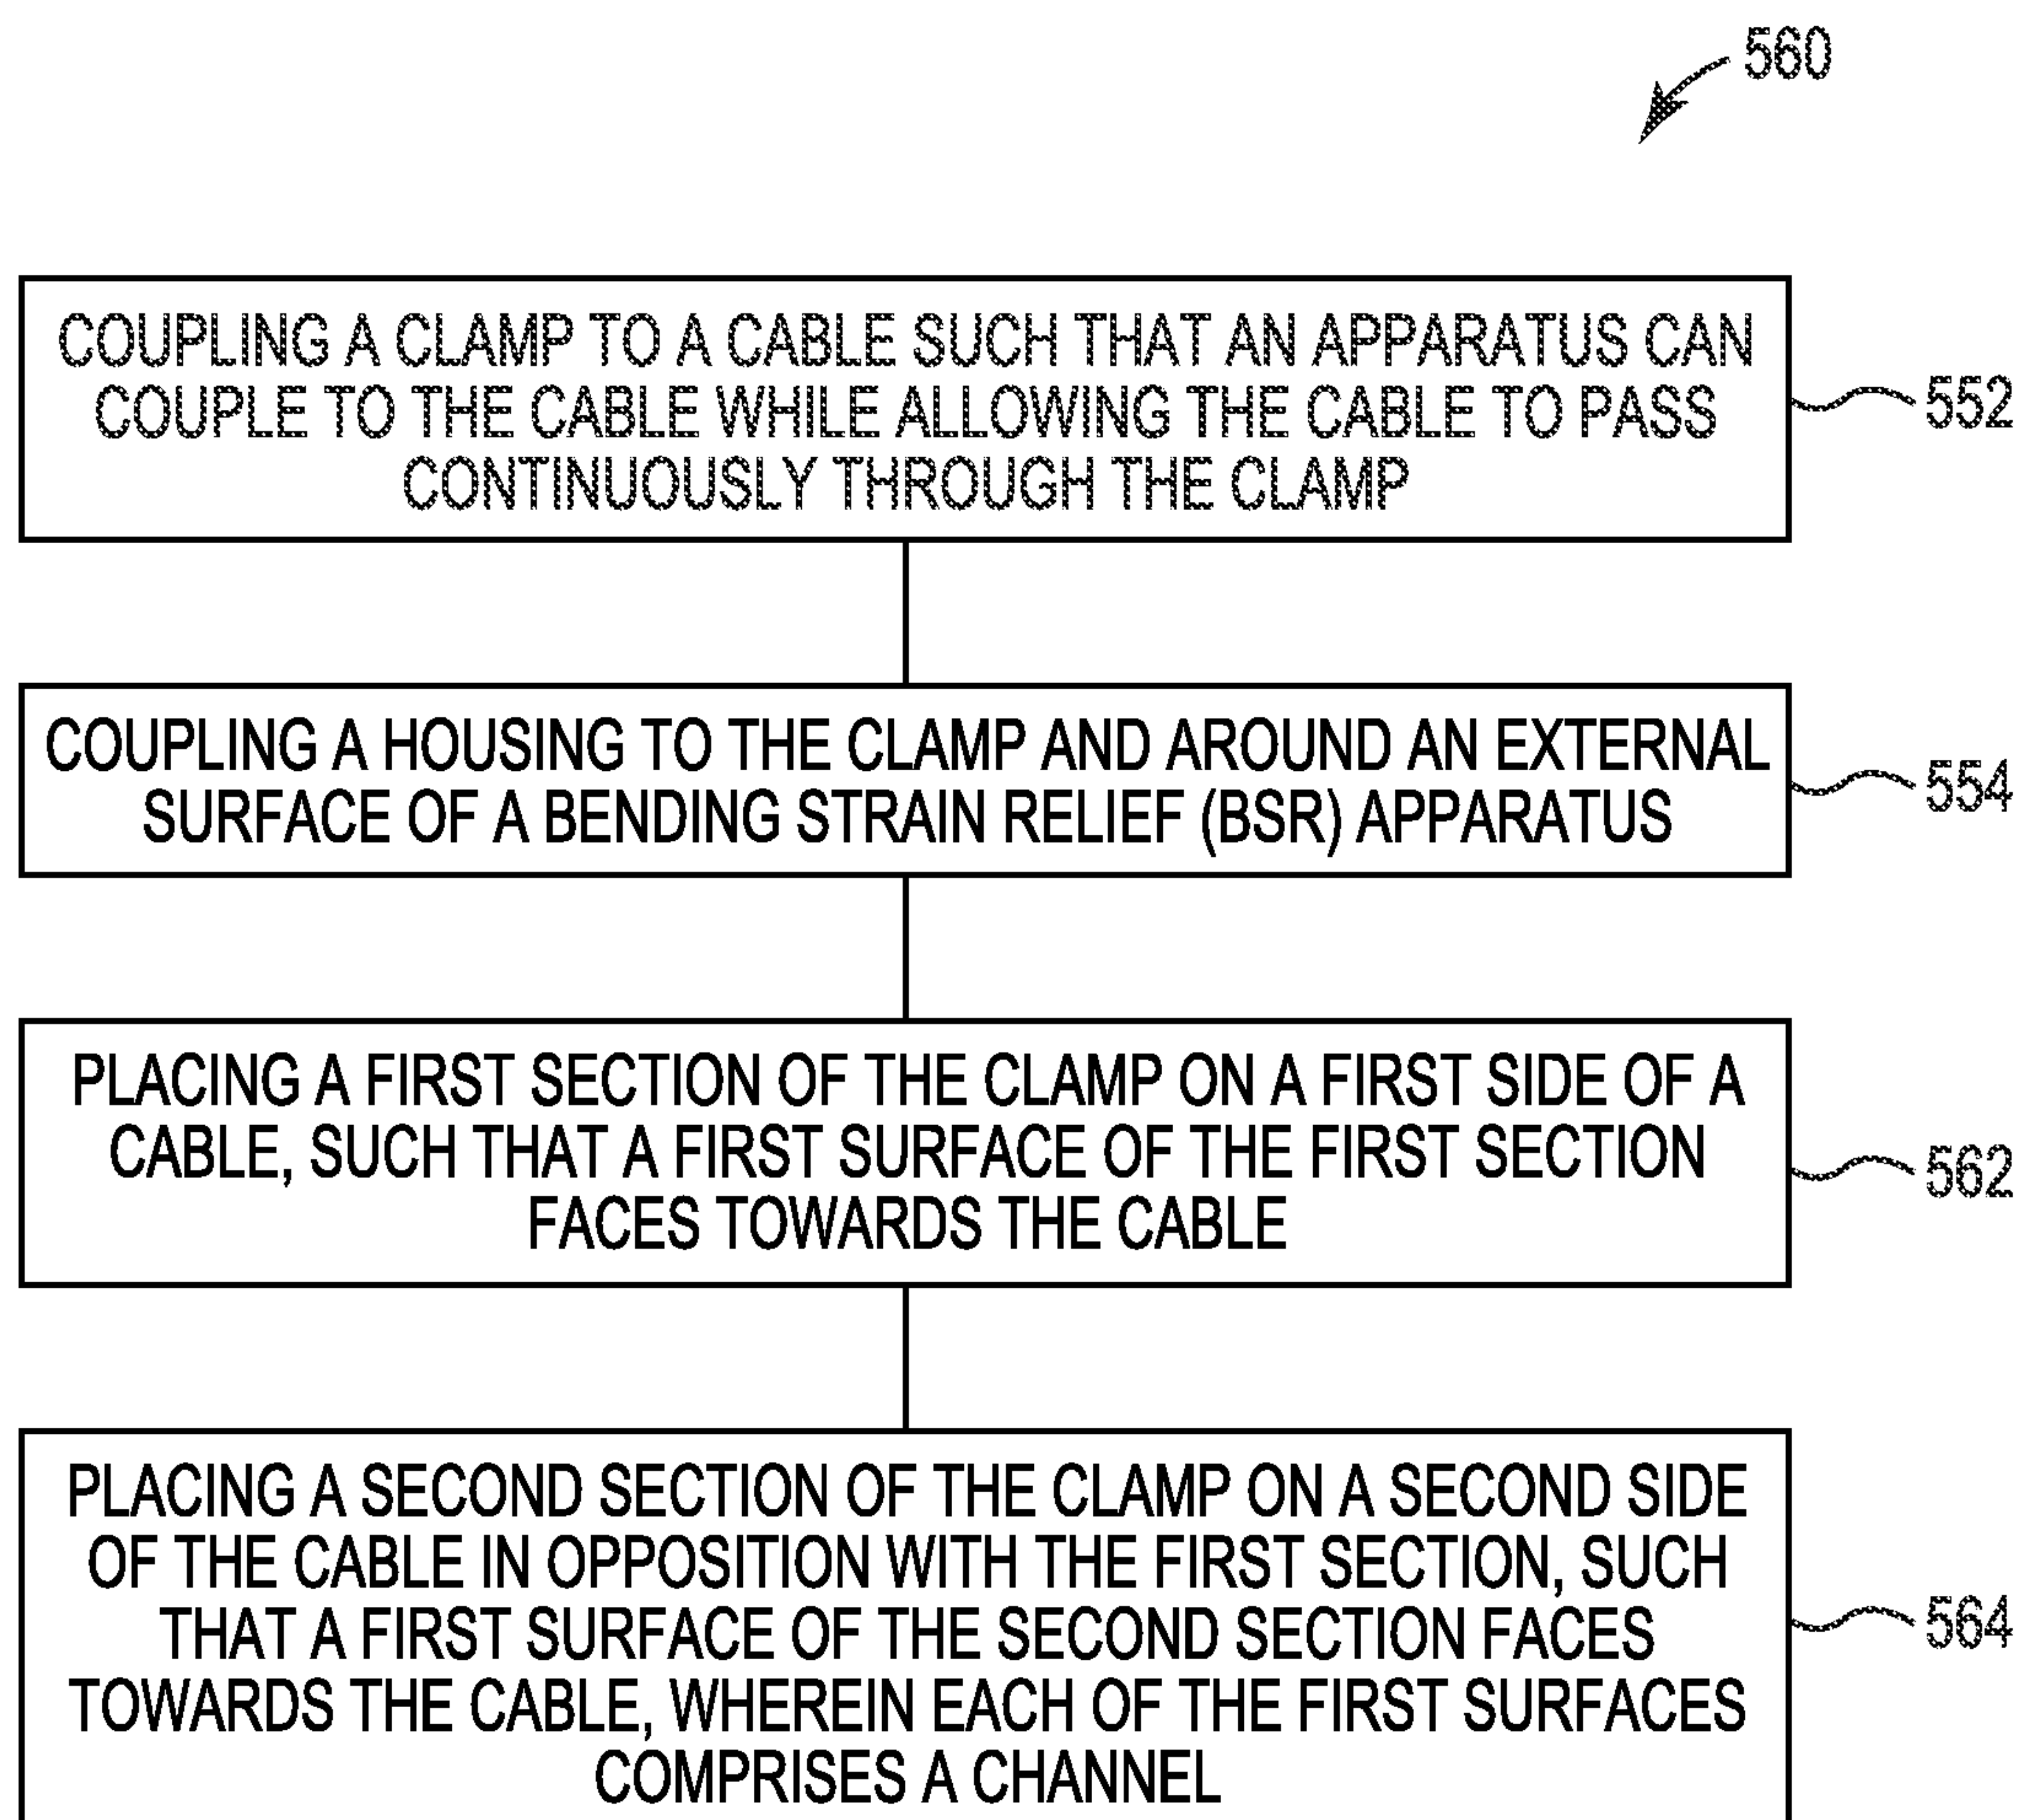 560
COUPLING A CLAMP TO A CABLE SUCH THAT AN APPARATUS CAN
COUPLE TO THE CABLE WHILE ALLOWING THE CABLE TO PASS
CONTINUOUSLY THROUGH THE CLAMP
552
COUPLING A HOUSING TO THE CLAMP AND AROUND AN EXTERNAL
SURFACE OF A BENDING STRAIN RELIEF (BSR) APPARATUS
554
PLACING A FIRST SECTION OF THE CLAMP ON A FIRST SIDE OF A
CABLE, SUCH THAT A FIRST SURFACE OF THE FIRST SECTION
FACES TOWARDS THE CABLE
562
PLACING A SECOND SECTION OF THE CLAMP ON A SECOND SIDE
OF THE CABLE IN OPPOSITION WITH THE FIRST SECTION, SUCH
THAT A FIRST SURFACE OF THE SECOND SECTION FACES
TOWARDS THE CABLE, WHEREIN EACH OF THE FIRST SURFACES
COMPRISES A CHANNEL
564